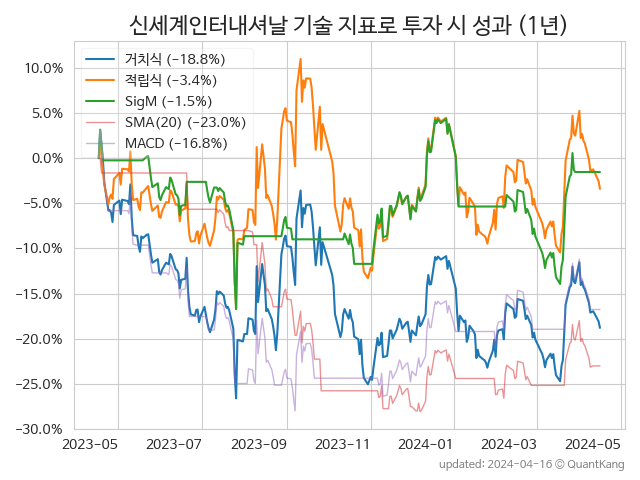 신세계인터내셔날 기술 지표로 투자 시 성과 (1년)
거치식 (−18.8%)
적립식 (−3.4%)
SigM (−1.5%)
SMA(20) (−23.0%)
MACD (−16.8%)
10.0%
5.0%
0.0%
−5.0%
−10.0%
−15.0%
−20.0%
−25.0%
−30.0%
2023−05 2023−07 2023−09 2023−11 2024−01 2024−03 2024−05
updated: 2024-04-16 © QuantKang